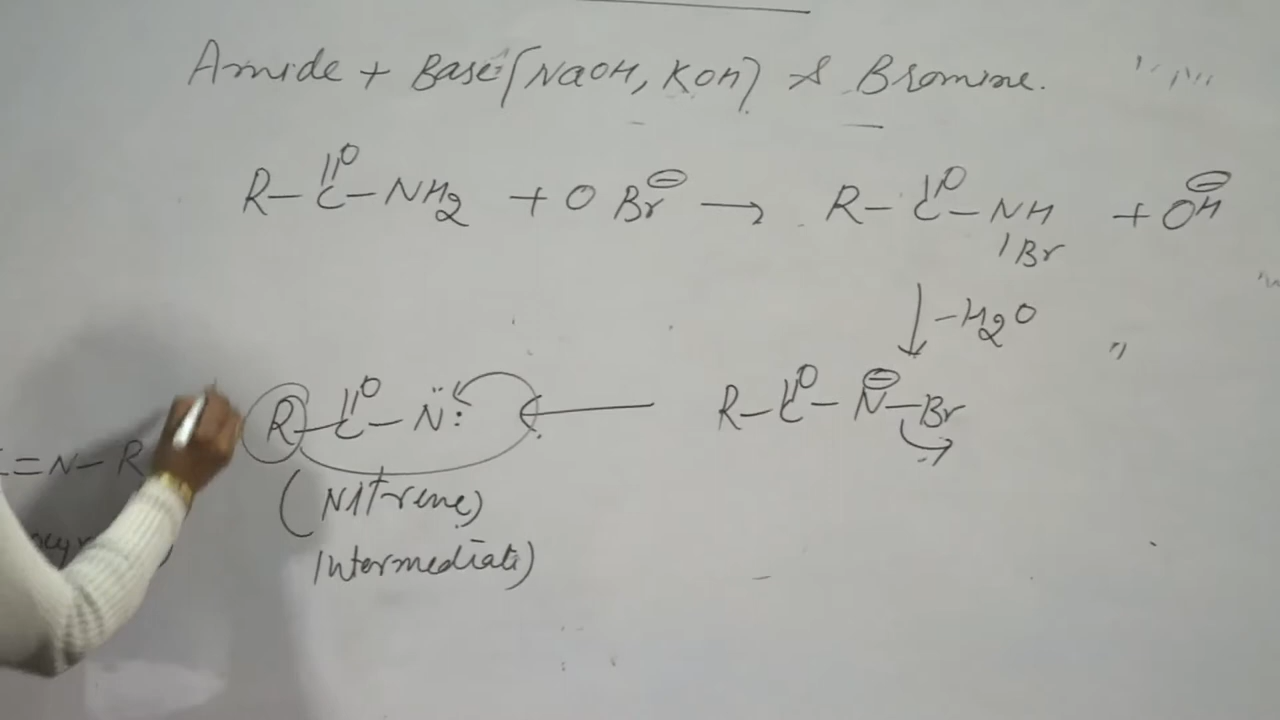 Amide + Base (NaOH, KOH) & Bromine.
O O
R–C–NH2 + OBr⊖ → R–C–NH + OH⊖
Br
–H2O
R–C–N̈: ← R–C–N⊖–Br
O O
=N–R
(Nitrene)
Intermediate)